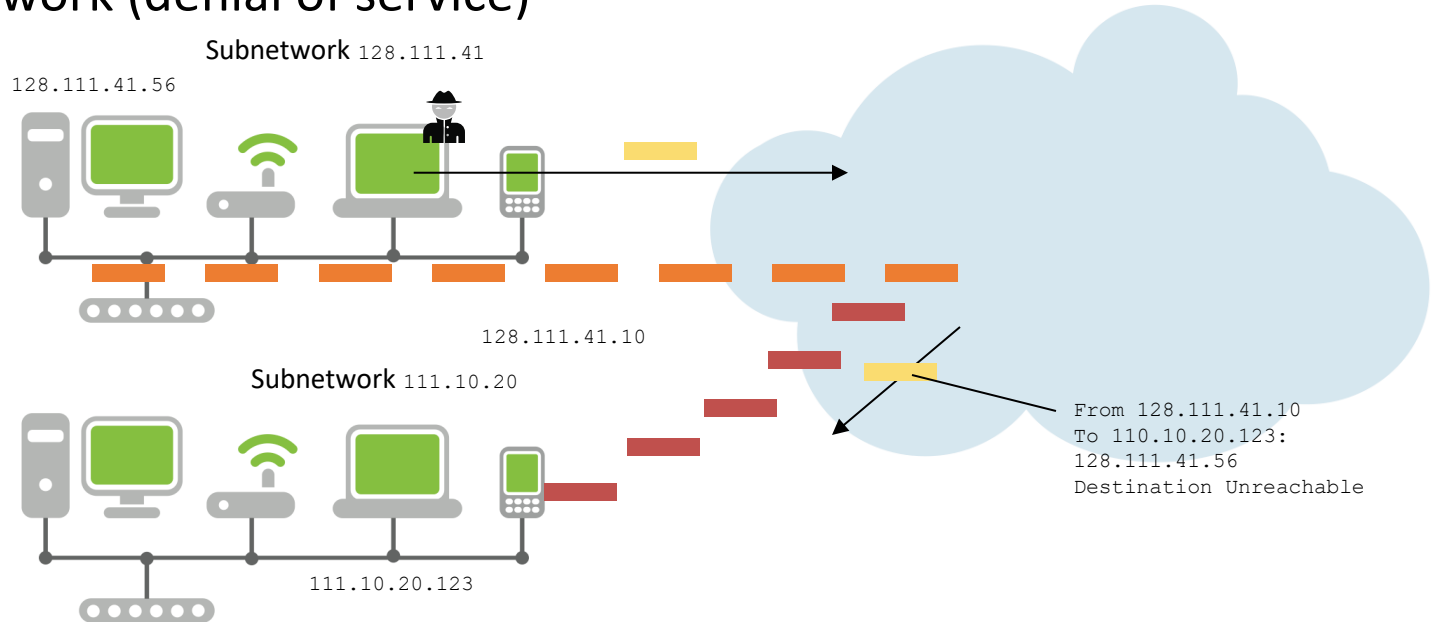 work (denial of service)
Subnetwork 128.111.41
128.111.41.56
128.111.41.10
Subnetwork 111.10.20
From 128.111.41.10
To 110.10.20.123:
128.111.41.56
Destination Unreachable
111.10.20.123